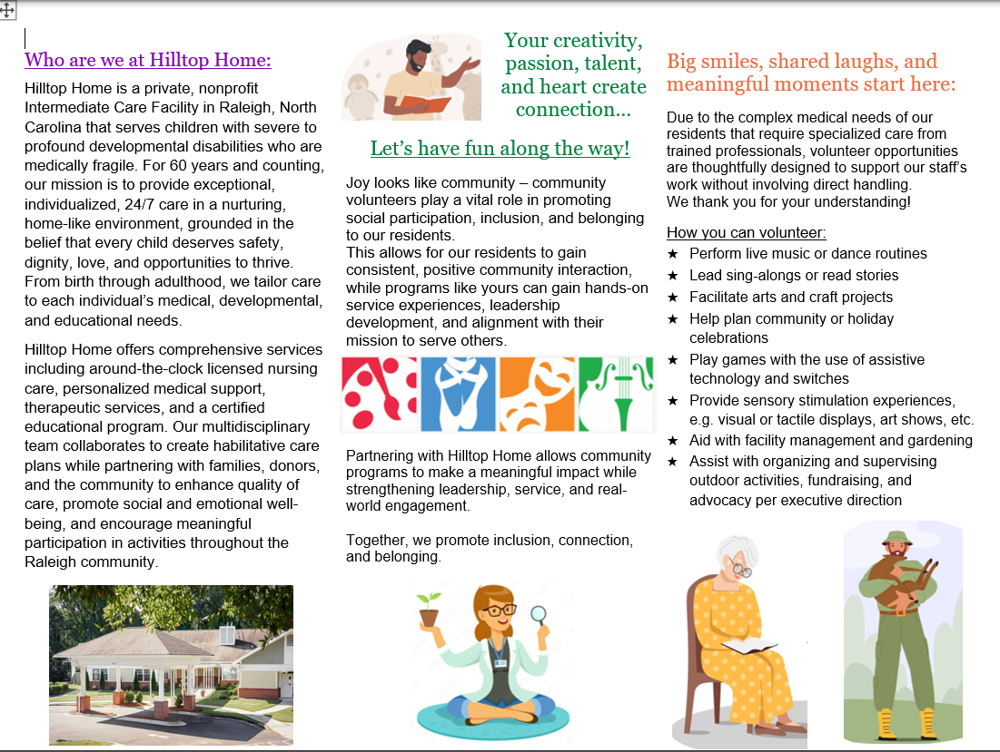 Who are we at Hilltop Home:
Hilltop Home is a private, nonprofit
Intermediate Care Facility in Raleigh, North
Carolina that serves children with severe to
profound developmental disabilities who are
medically fragile. For 60 years and counting,
our mission is to provide exceptional,
individualized, 24/7 care in a nurturing,
home-like environment, grounded in the
belief that every child deserves safety,
dignity, love, and opportunities to thrive.
From birth through adulthood, we tailor care
to each individual's medical, developmental,
and educational needs.
Hilltop Home offers comprehensive services
including around-the-clock licensed nursing
care, personalized medical support,
therapeutic services, and a certified
educational program. Our multidisciplinary
team collaborates to create habilitative care
plans while partnering with families, donors,
and the community to enhance quality of
care, promote social and emotional well-
being, and encourage meaningful
participation in activities throughout the
Raleigh community.
Your creativity,
passion, talent,
and heart create
connection...
Let's have fun along the way!
Joy looks like community – community
volunteers play a vital role in promoting
social participation, inclusion, and belonging
to our residents.
This allows for our residents to gain
consistent, positive community interaction,
while programs like yours can gain hands-on
service experiences, leadership
development, and alignment with their
mission to serve others.
Partnering with Hilltop Home allows community
programs to make a meaningful impact while
strengthening leadership, service, and real-
world engagement.
Together, we promote inclusion, connection,
and belonging.
Big smiles, shared laughs, and
meaningful moments start here:
Due to the complex medical needs of our
residents that require specialized care from
trained professionals, volunteer opportunities
are thoughtfully designed to support our staff's
work without involving direct handling.
We thank you for your understanding!
How you can volunteer:
★ Perform live music or dance routines
★ Lead sing-alongs or read stories
★ Facilitate arts and craft projects
★ Help plan community or holiday
celebrations
★ Play games with the use of assistive
technology and switches
★ Provide sensory stimulation experiences,
e.g. visual or tactile displays, art shows, etc.
★ Aid with facility management and gardening
★ Assist with organizing and supervising
outdoor activities, fundraising, and
advocacy per executive direction